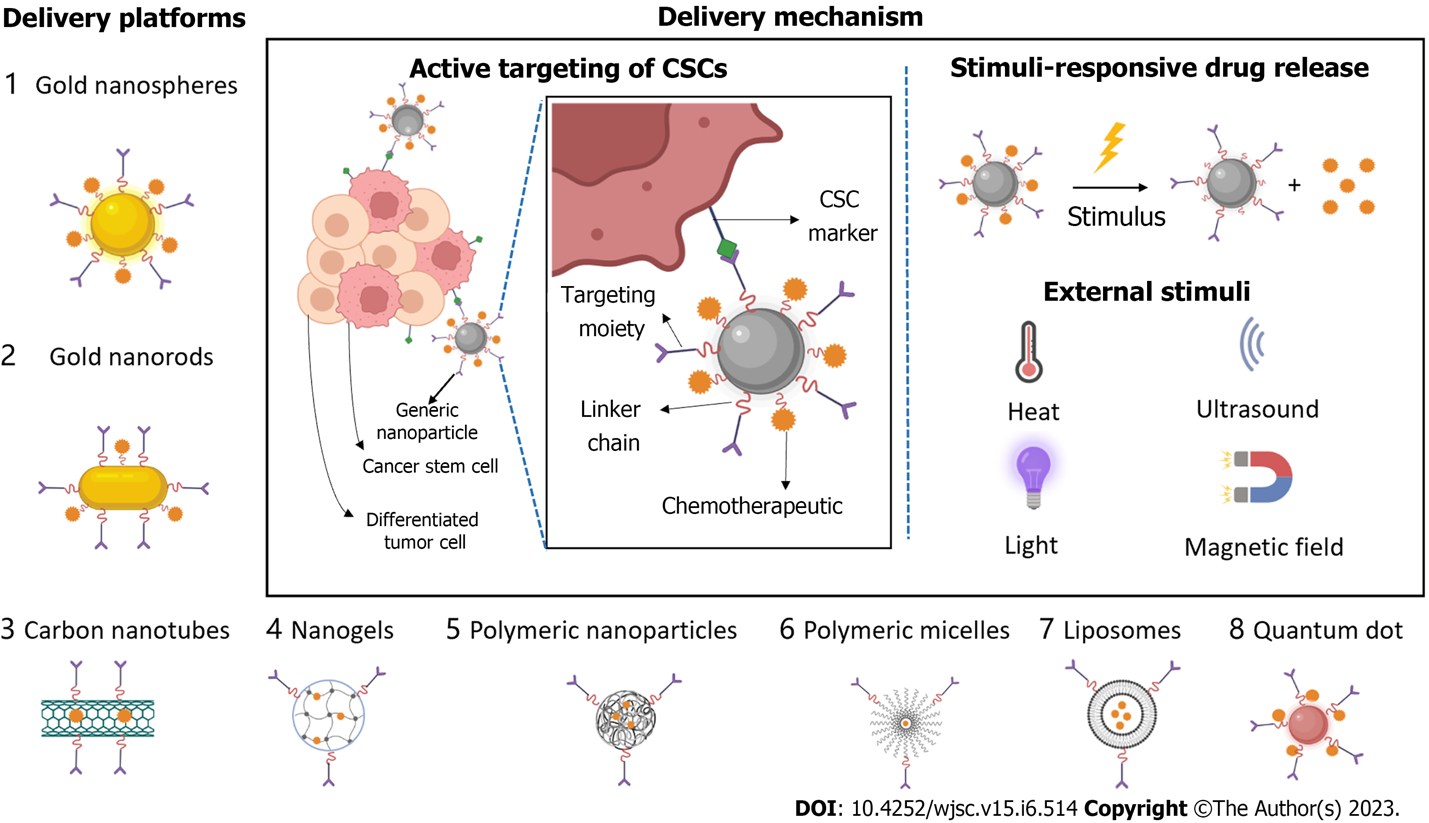 Delivery platforms
Delivery mechanism
1 Gold nanospheres
2 Gold nanorods
Active targeting of CSCs
CSC
marker
Targeting
moiety
Linker
chain
Chemotherapeutic
Generic
nanoparticle
Cancer stem cell
Differentiated
tumor cell
Stimuli-responsive drug release
Stimulus
+
External stimuli
Heat
Ultrasound
Light
Magnetic field
3 Carbon nanotubes
4 Nanogels
5 Polymeric nanoparticles
6 Polymeric micelles
7 Liposomes
8 Quantum dot
DOI: 10.4252/wjsc.v15.i6.514 Copyright ©The Author(s) 2023.